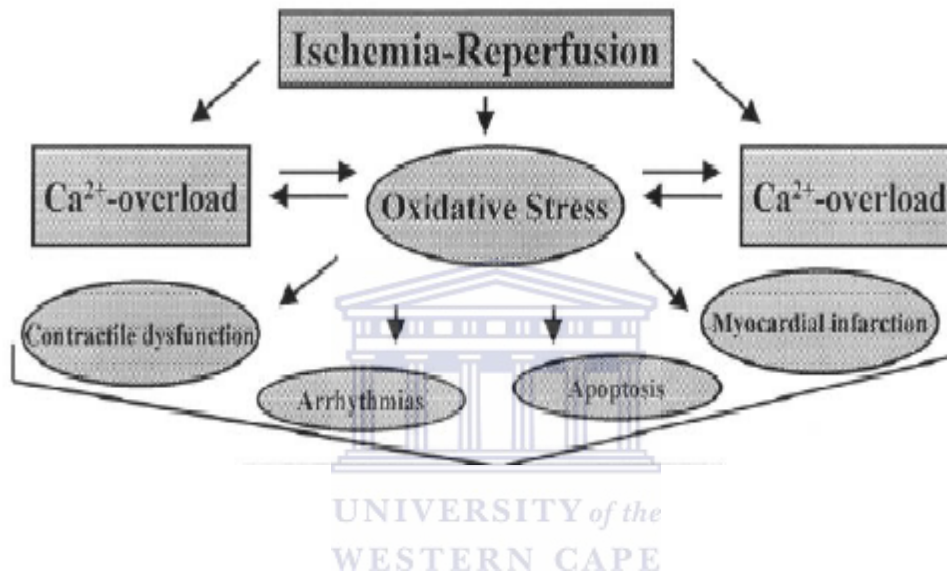 Ischemia-Reperfusion
Ca²⁺-overload
Oxidative Stress
Ca²⁺-overload
Contractile dysfunction
Myocardial infarction
Arrhythmias
Apoptosis
UNIVERSITY of the
WESTERN CAPE